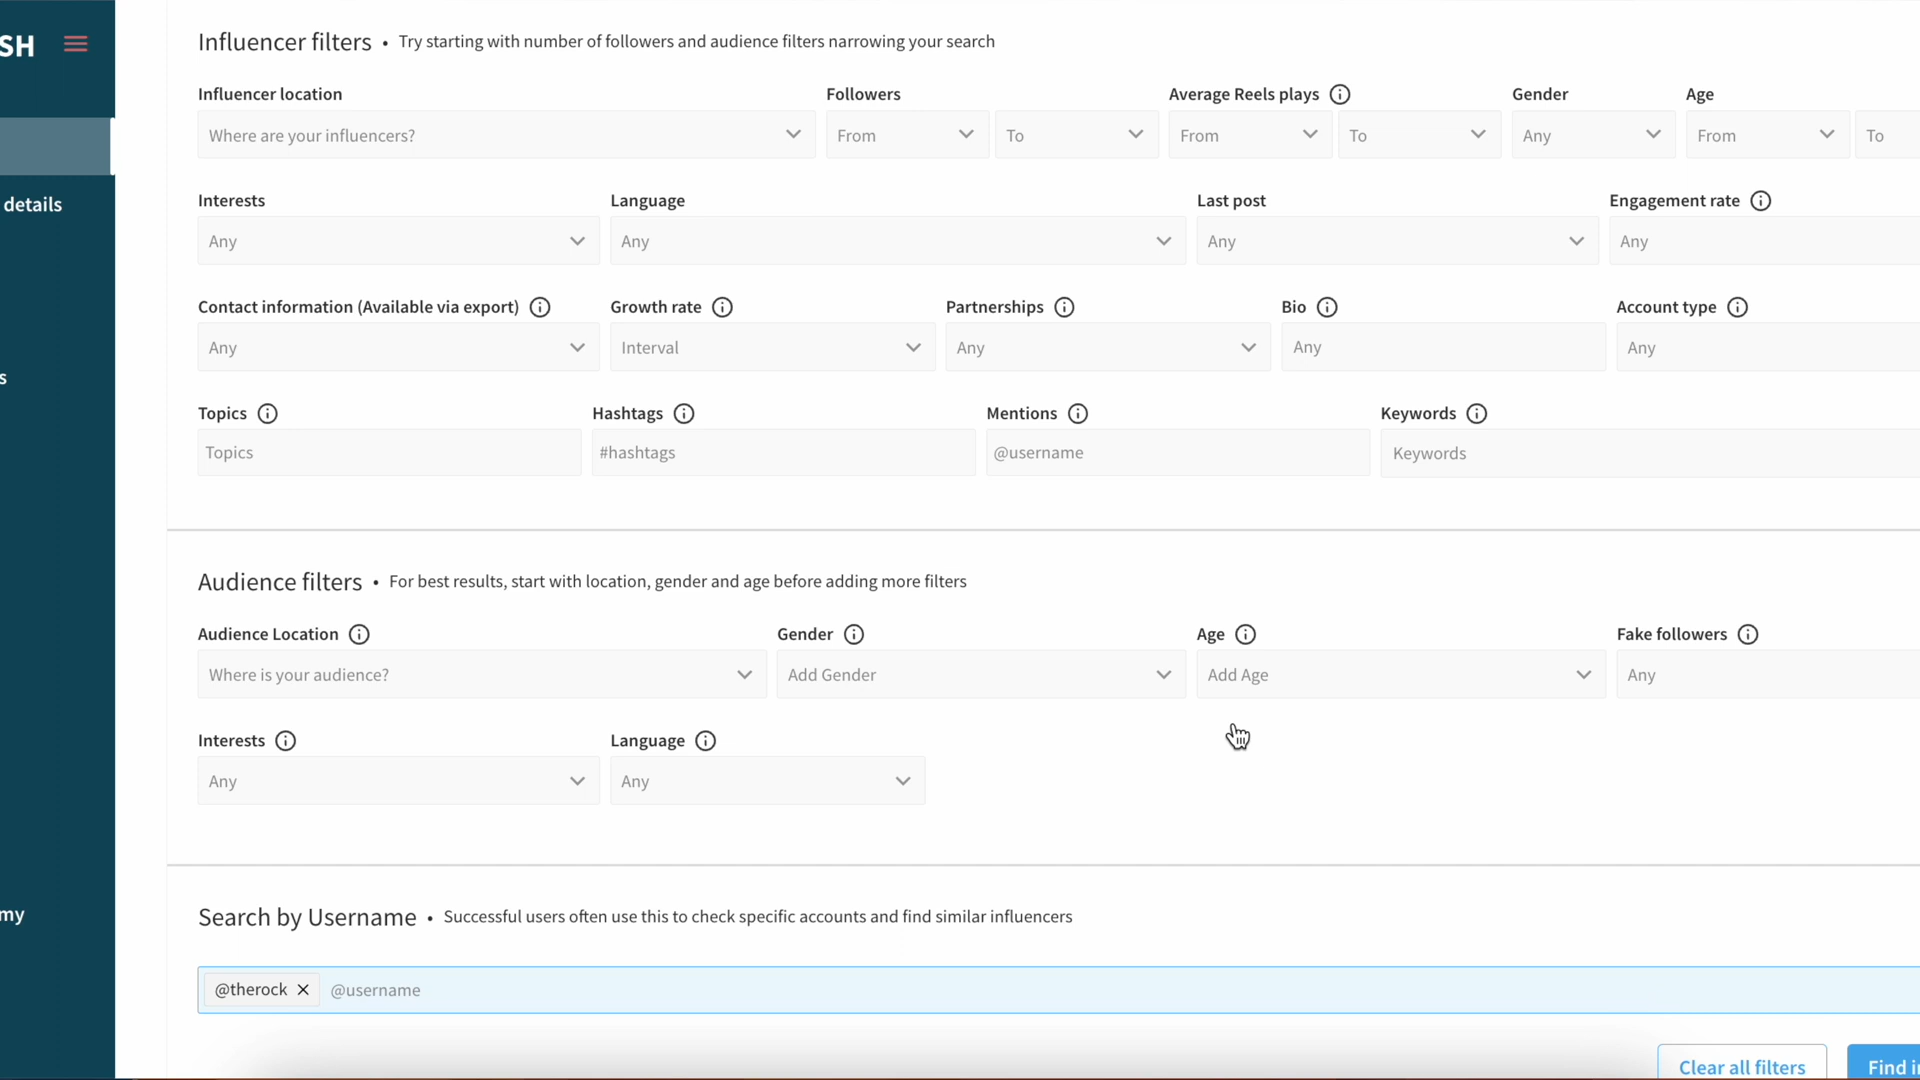 SH
details
s
my
Influencer filters • Try starting with number of followers and audience filters narrowing your search
Influencer location Followers Average Reels plays Gender Age
Where are your influencers? From To From To Any From To
Interests Language Last post Engagement rate
Any Any Any Any
Contact information (Available via export) Growth rate Partnerships Bio Account type
Any Interval Any Any Any
Topics Hashtags Mentions Keywords
Topics #hashtags @username Keywords
Audience filters • For best results, start with location, gender and age before adding more filters
Audience Location Gender Age Fake followers
Where is your audience? Add Gender Add Age Any
Interests Language
Any Any
Search by Username • Successful users often use this to check specific accounts and find similar influencers
@therock @username
Clear all filters Find i